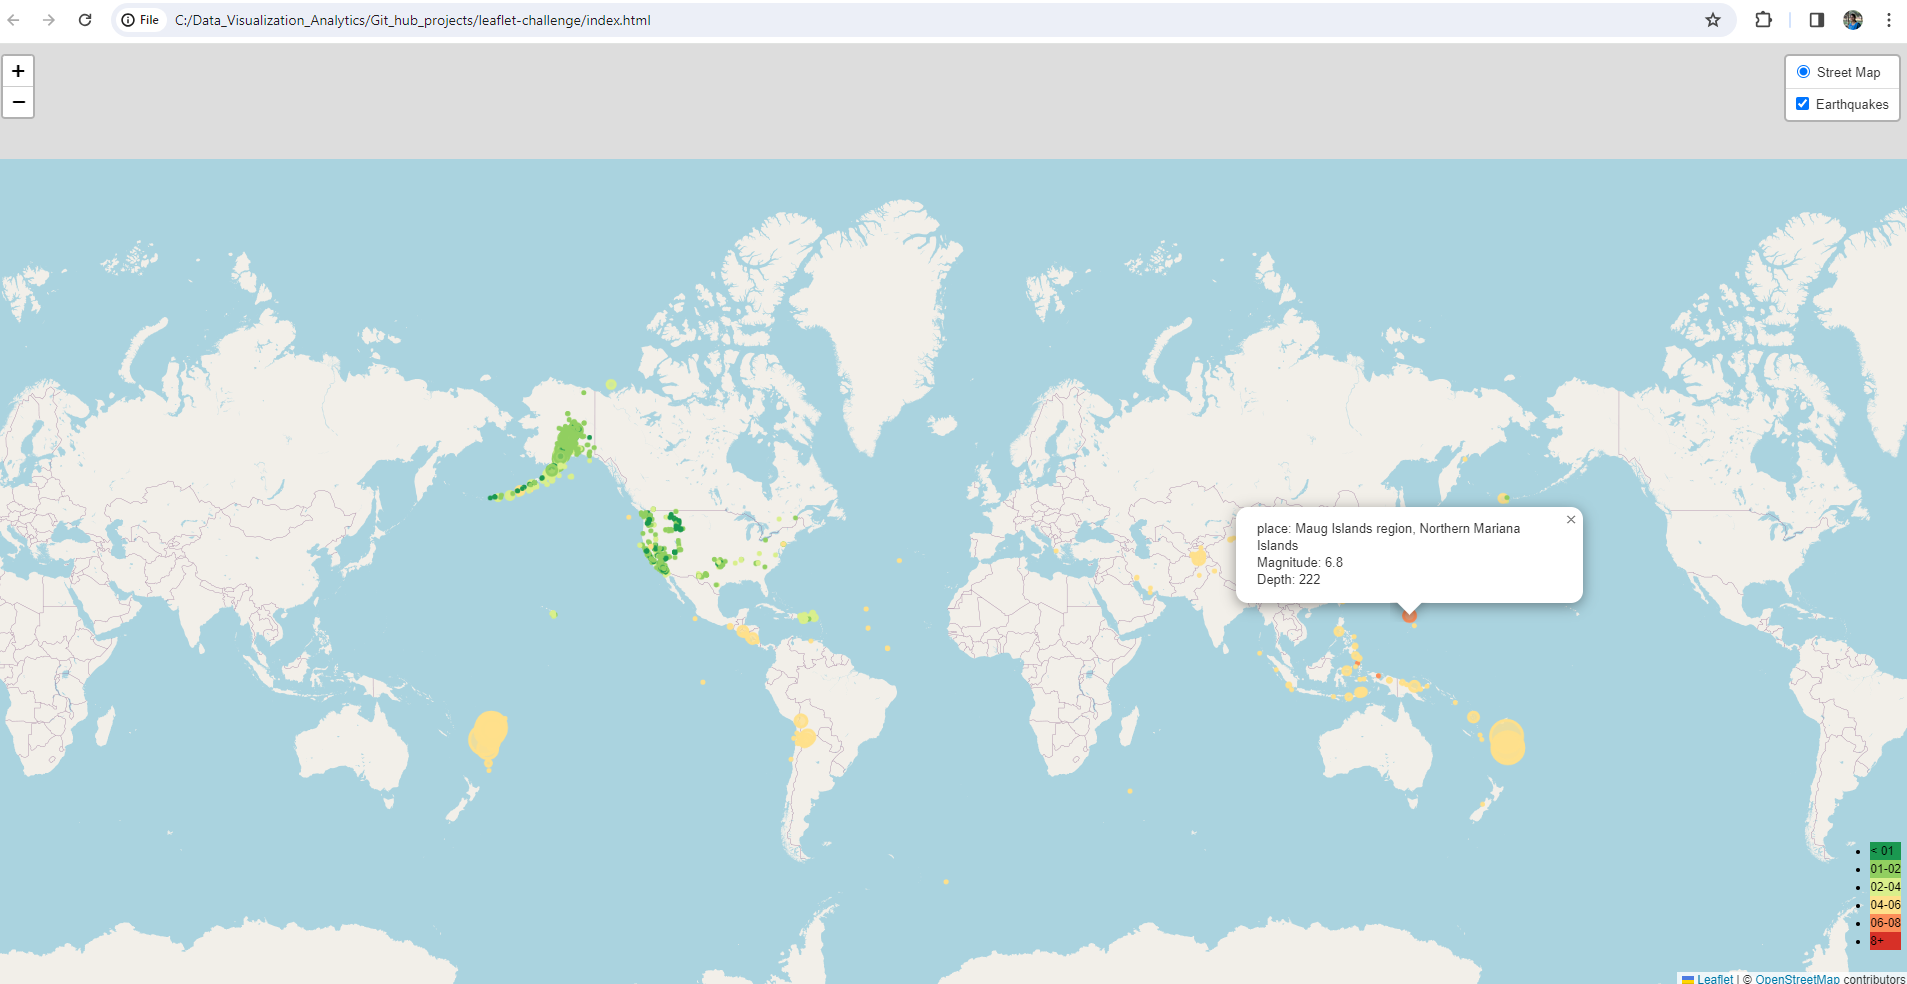 File C:/Data_Visualization_Analytics/Git_hub_projects/leaflet-challenge/index.html
+
−
Street Map
Earthquakes
place: Maug Islands region, Northern Mariana
Islands
Magnitude: 6.8
Depth: 222
×
< 01
01-02
02-04
04-06
06-08
8+
Leaflet | © OpenStreetMap contributors